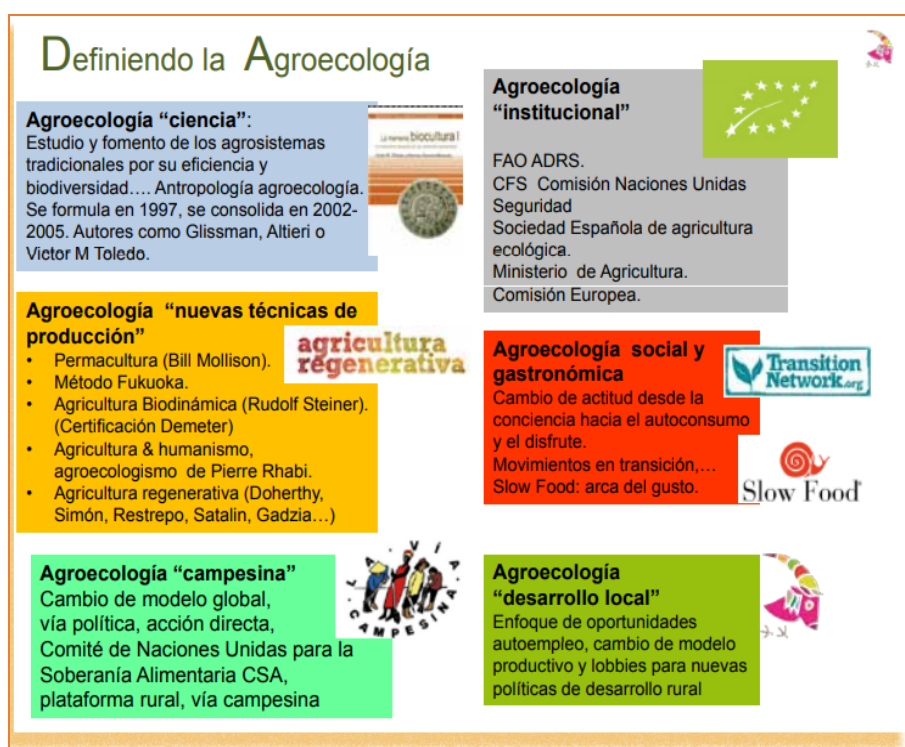 Definiendo la Agroecología
Agroecología “ciencia”:
Estudio y fomento de los agrosistemas
tradicionales por su eficiencia y
biodiversidad…. Antropología agroecología.
Se formula en 1997, se consolida en 2002-
2005. Autores como Glissman, Altieri o
Victor M Toledo.
biocultural
Agroecología
“institucional”
FAO ADRS.
CFS Comisión Naciones Unidas
Seguridad
Sociedad Española de agricultura
ecológica.
Ministerio de Agricultura.
Comisión Europea.
Agroecología “nuevas técnicas de
producción”
• Permacultura (Bill Mollison).
• Método Fukuoka.
• Agricultura Biodinámica (Rudolf Steiner).
(Certificación Demeter)
• Agricultura & humanismo,
agroecologismo de Pierre Rhabi.
• Agricultura regenerativa (Doherthy,
Simón, Restrepo, Satalin, Gadzia…)
agricultura
regenerativa
Agroecología social y
gastronómica
Cambio de actitud desde la
conciencia hacia el autoconsumo
y el disfrute.
Movimientos en transición,…
Slow Food: arca del gusto.
Transition
Network.org
Slow Food®
Agroecología “campesina”
Cambio de modelo global,
vía política, acción directa,
Comité de Naciones Unidas para la
Soberanía Alimentaria CSA,
plataforma rural, vía campesina
LA VÍA CAMPESINA
Agroecología
“desarrollo local”
Enfoque de oportunidades
autoempleo, cambio de modelo
productivo y lobbies para nuevas
políticas de desarrollo rural